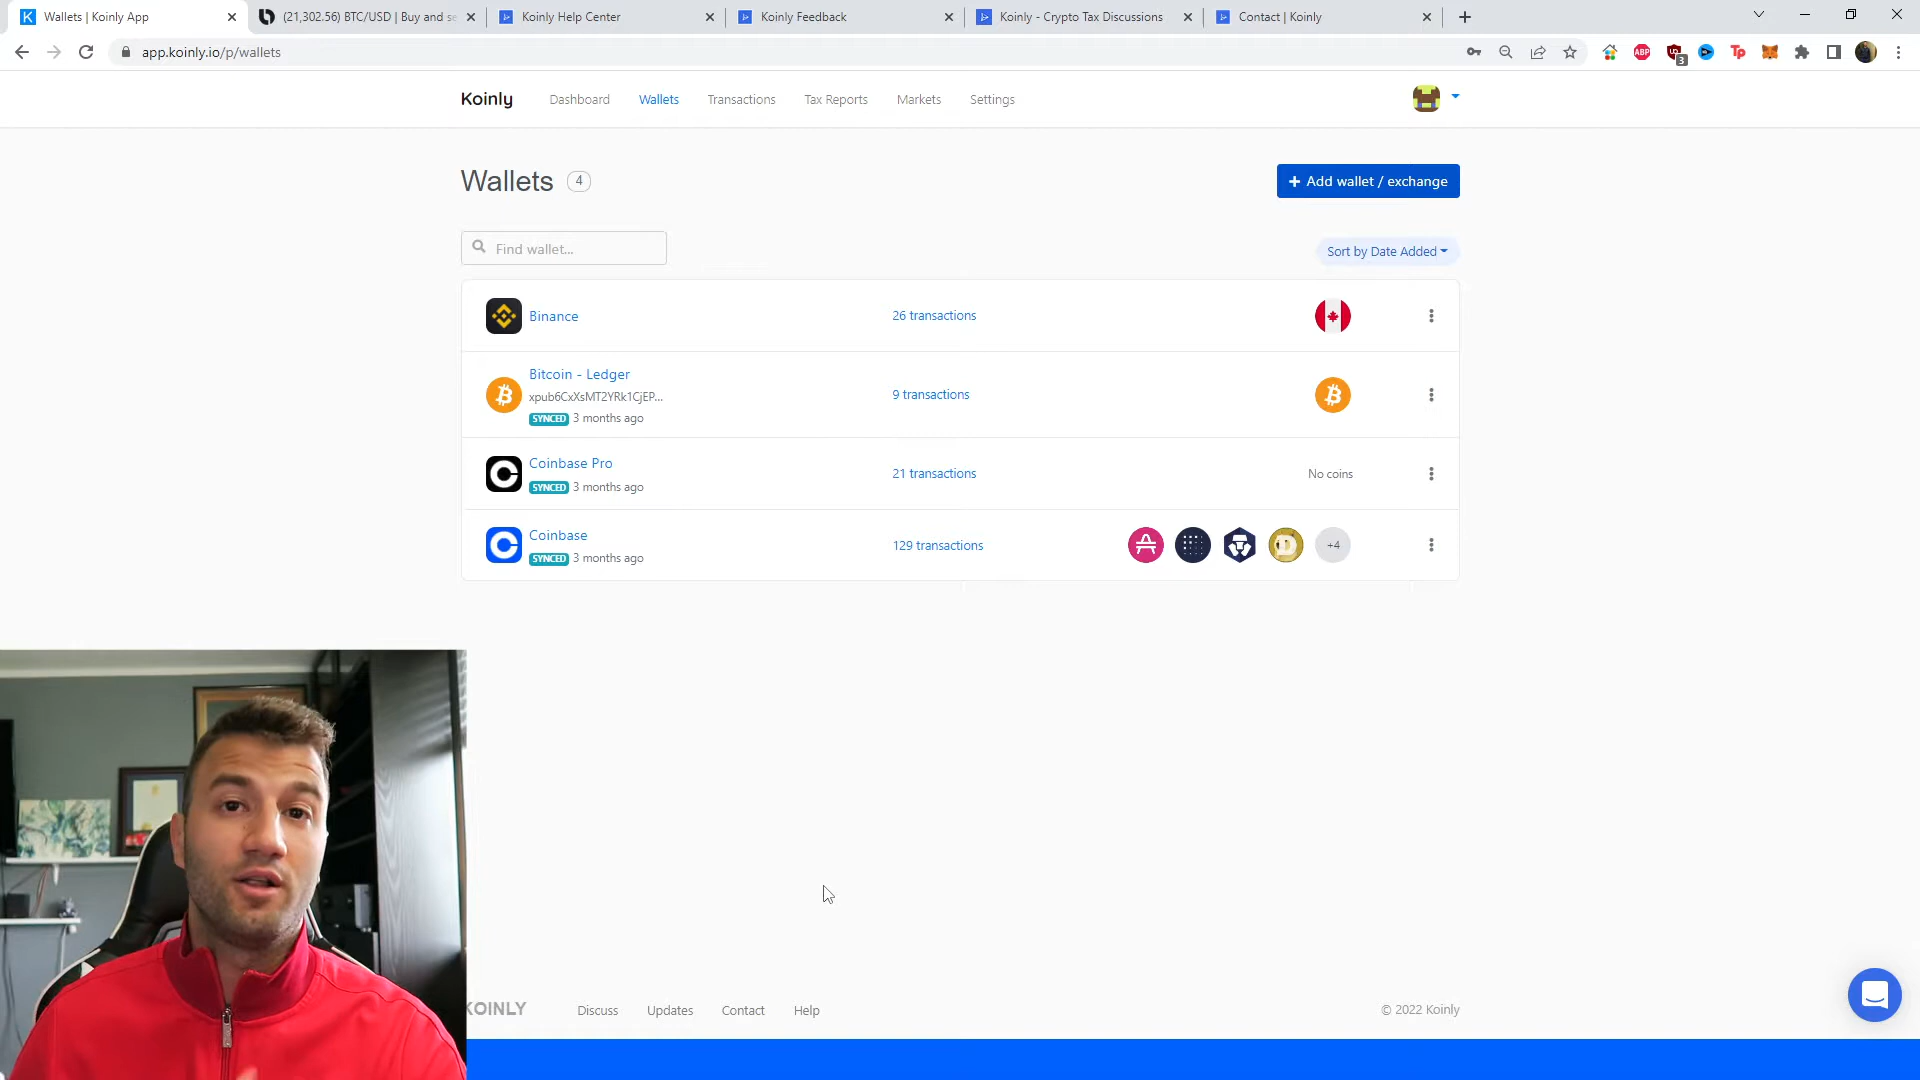 Wallets | Koinly App
(21,302.56) BTC/USD | Buy and se
Koinly Help Center
Koinly Feedback
Koinly - Crypto Tax Discussions
Contact | Koinly
app.koinly.io/p/wallets
ABP
3
Tp
Koinly
Dashboard
Wallets
Transactions
Tax Reports
Markets
Settings
Wallets 4
+ Add wallet / exchange
Find wallet...
Sort by Date Added
Binance
26 transactions
Bitcoin - Ledger
xpub6CxXsMT2YRk1CjEP...
SYNCED 3 months ago
9 transactions
Coinbase Pro
SYNCED 3 months ago
21 transactions
No coins
Coinbase
SYNCED 3 months ago
129 transactions
+4
KOINLY
Discuss
Updates
Contact
Help
© 2022 Koinly